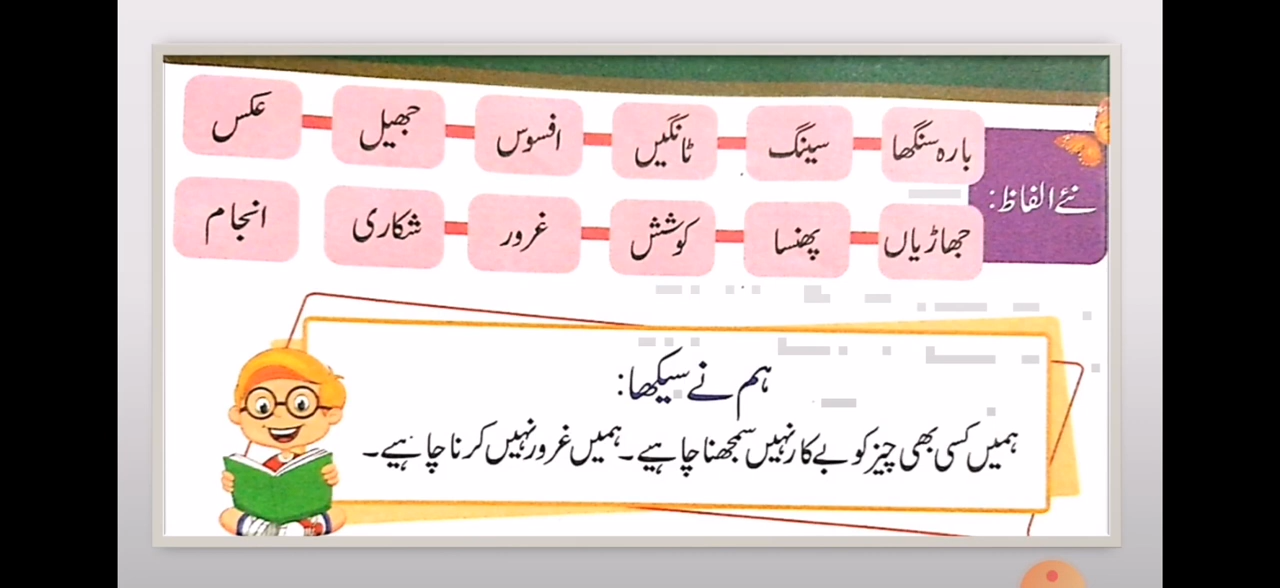 نئے الفاظ:
بارہ سنگھا سینگ ٹانگیں افسوس جھیل عکس
جھاڑیاں پھنسا کوشش غرور شکاری انجام
ہم نے سیکھا:
ہمیں کسی بھی چیز کو بے کار نہیں سمجھنا چاہیے۔ ہمیں غرور نہیں کرنا چاہیے۔